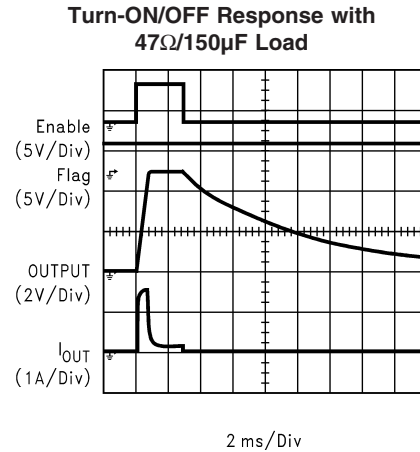 Turn-ON/OFF Response with
47Ω/150μF Load
Enable
(5V/Div)
Flag
(5V/Div)
OUTPUT
(2V/Div)
IOUT
(1A/Div)
2 ms/Div